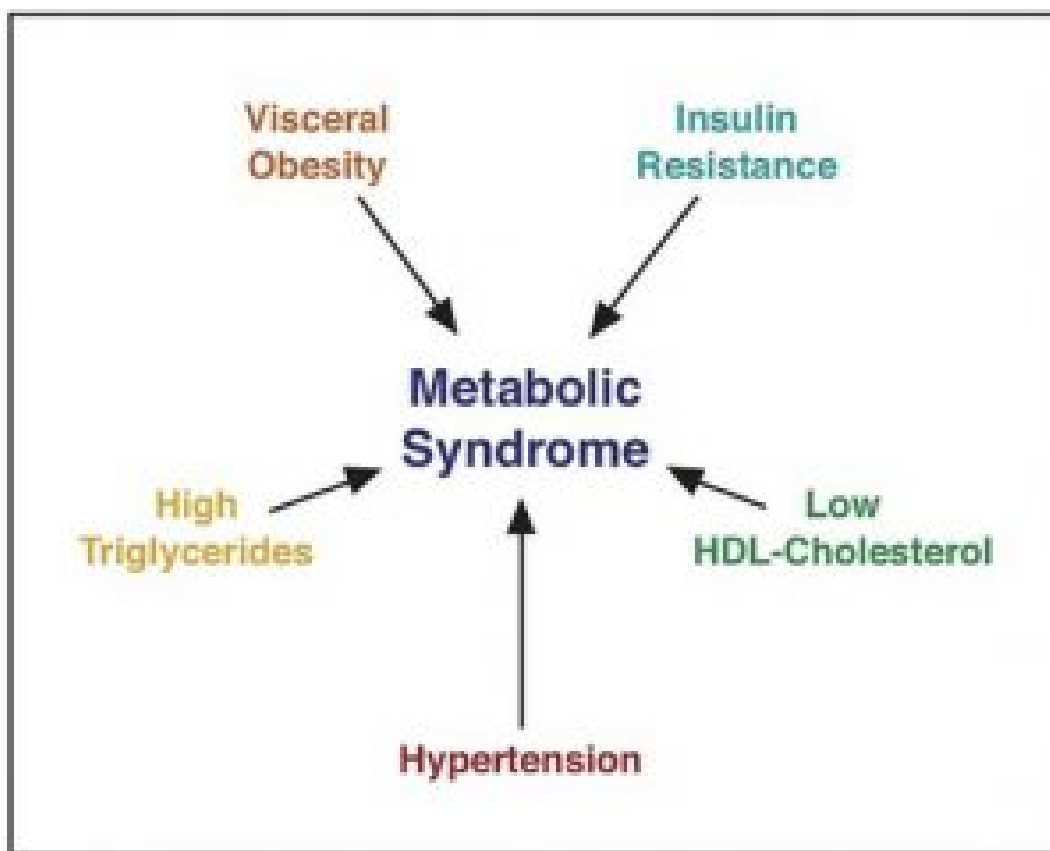 Visceral
Obesity
Insulin
Resistance
Metabolic
Syndrome
High
Triglycerides
Low
HDL-Cholesterol
Hypertension